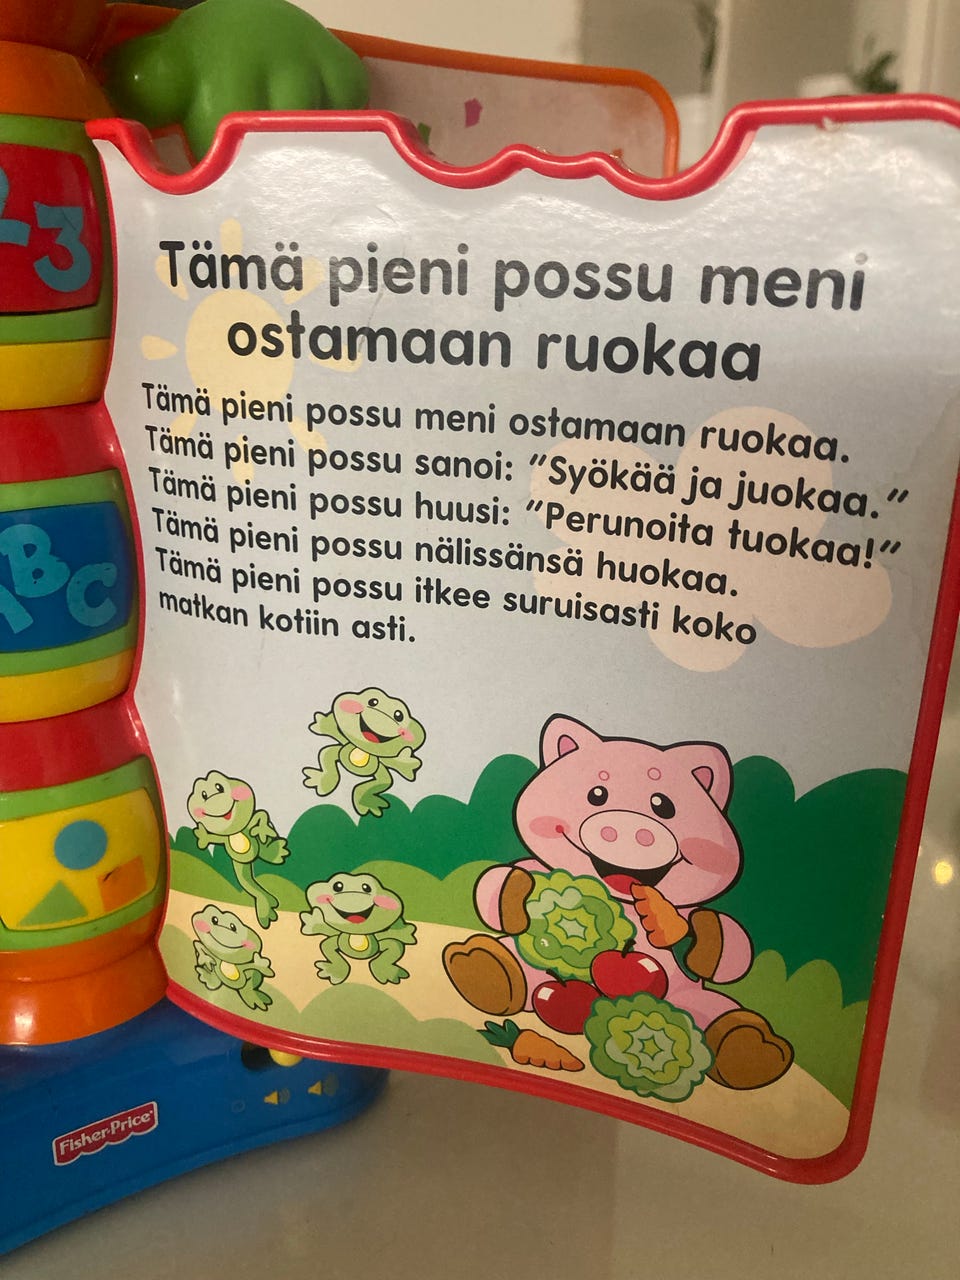 Tämä pieni possu meni
ostamaan ruokaa
Tämä pieni possu meni ostamaan ruokaa.
Tämä pieni possu sanoi: “Syökää ja juokaa.”
Tämä pieni possu huusi: “Perunoita tuokaa!”
Tämä pieni possu nälissänsä huokaa.
Tämä pieni possu itkee suruisasti koko
matkan kotiin asti.
23
ABC
Fisher-Price